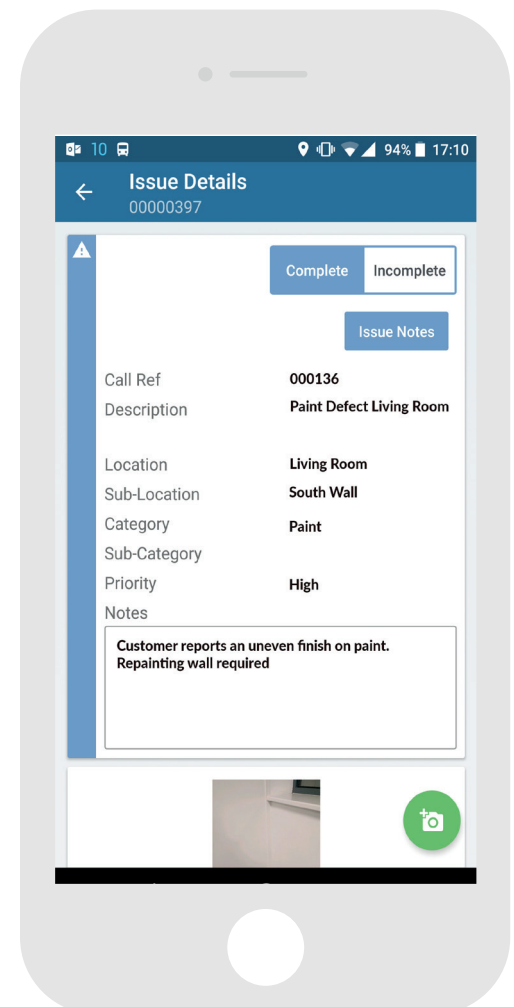 10 94% 17:10
Issue Details
00000397
Complete Incomplete
Issue Notes
Call Ref 000136
Description Paint Defect Living Room
Location Living Room
Sub-Location South Wall
Category Paint
Sub-Category
Priority High
Notes
Customer reports an uneven finish on paint.
Repainting wall required